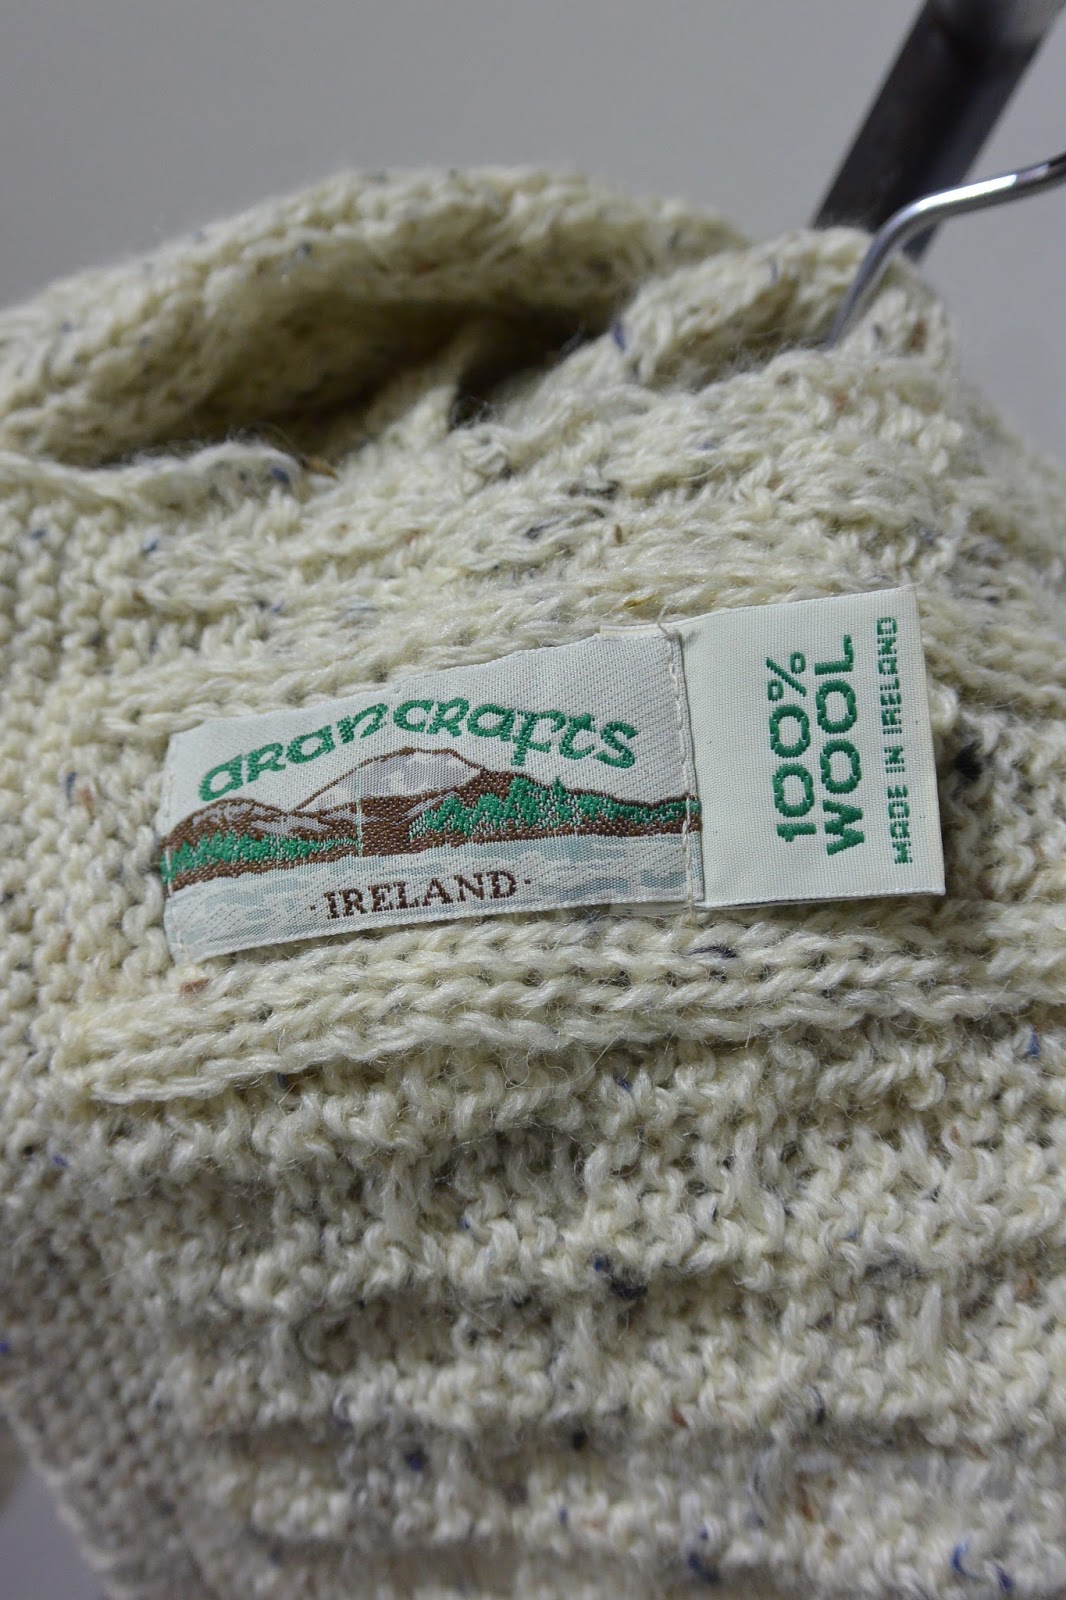 arancrafts
·IRELAND·
100%
WOOL
MADE IN IRELAND